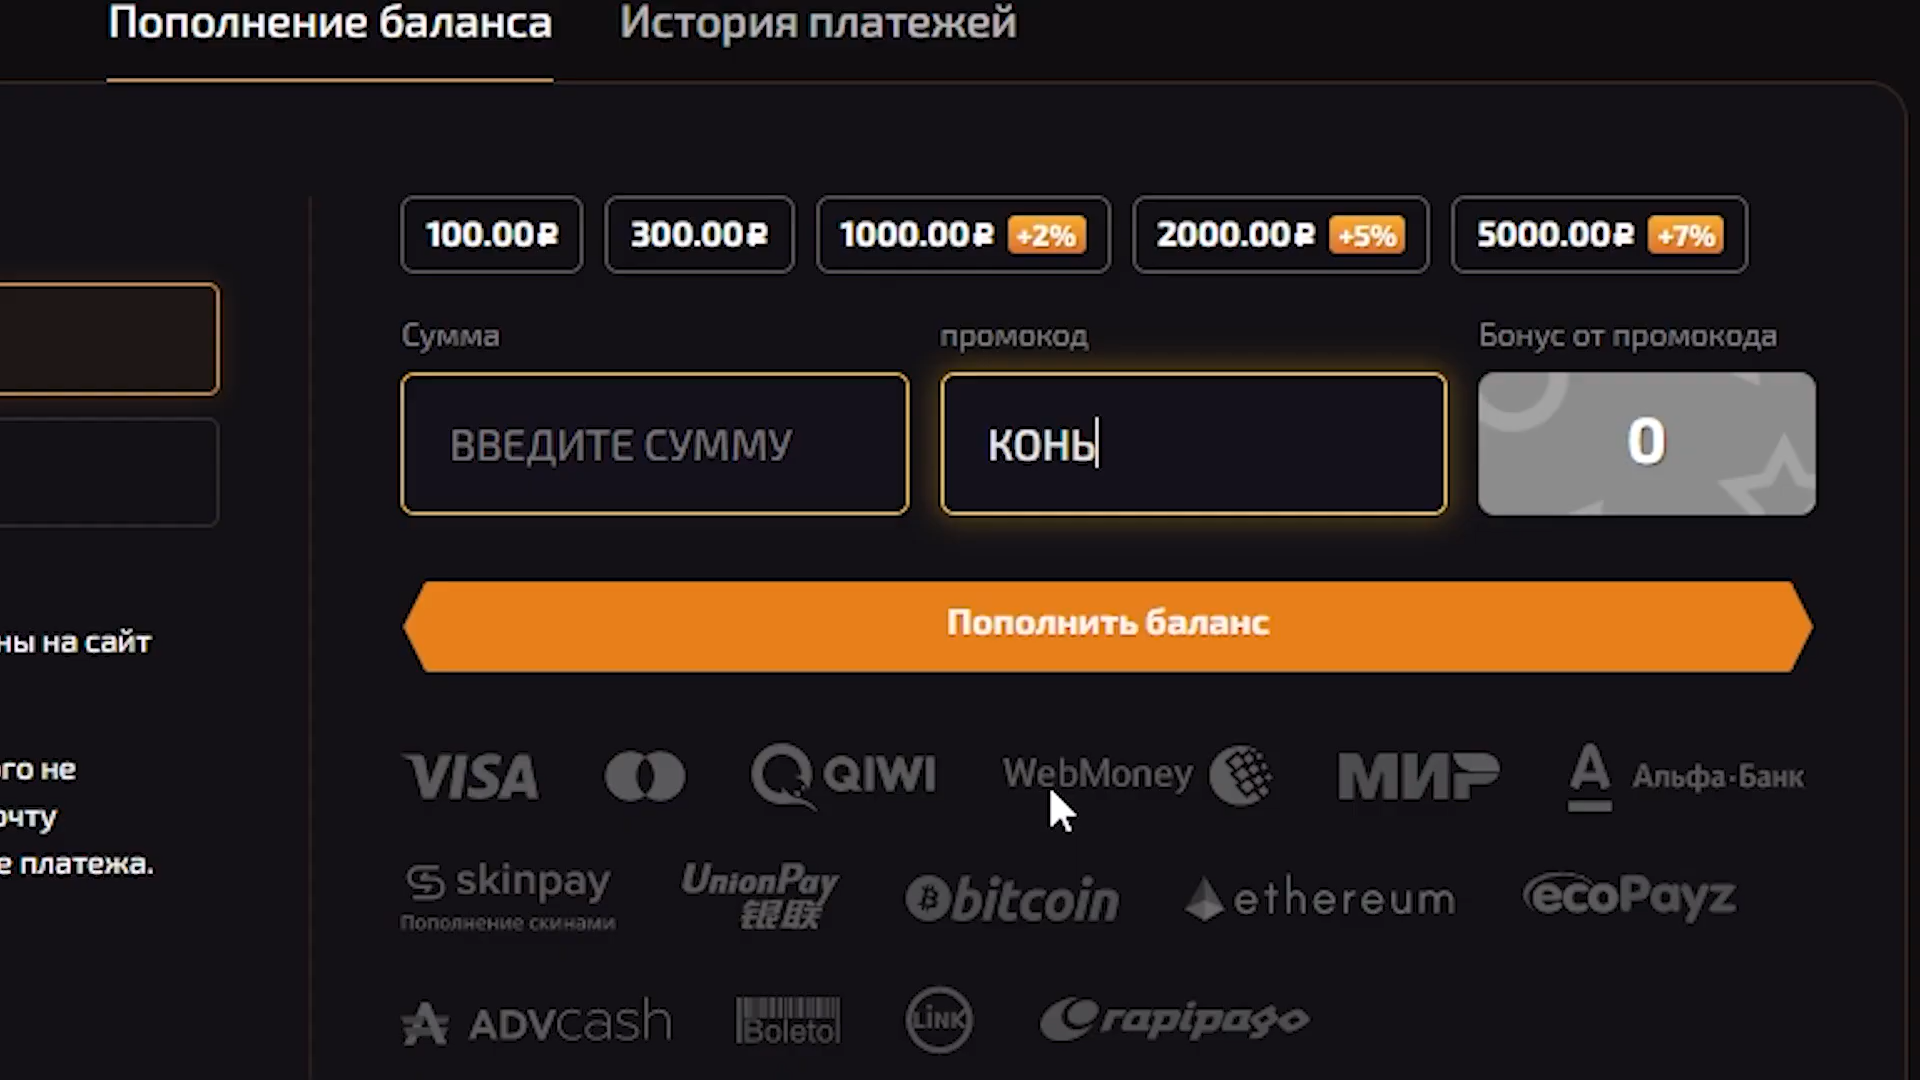 Пополнение баланса
История платежей
100.00₽
300.00₽
1000.00₽ +2%
2000.00₽ +5%
5000.00₽ +7%
Сумма
промокод
Бонус от промокода
ВВЕДИТЕ СУММУ
КОНЬ
0
Пополнить баланс
ны на сайт
го не
очту
е платежа.
VISA
QIWI
WebMoney
МИР
Альфа·Банк
skinpay
Пополнение скинами
UnionPay
银联
bitcoin
ethereum
ecoPayz
ADVcash
Boleto
LiNK
rapipago